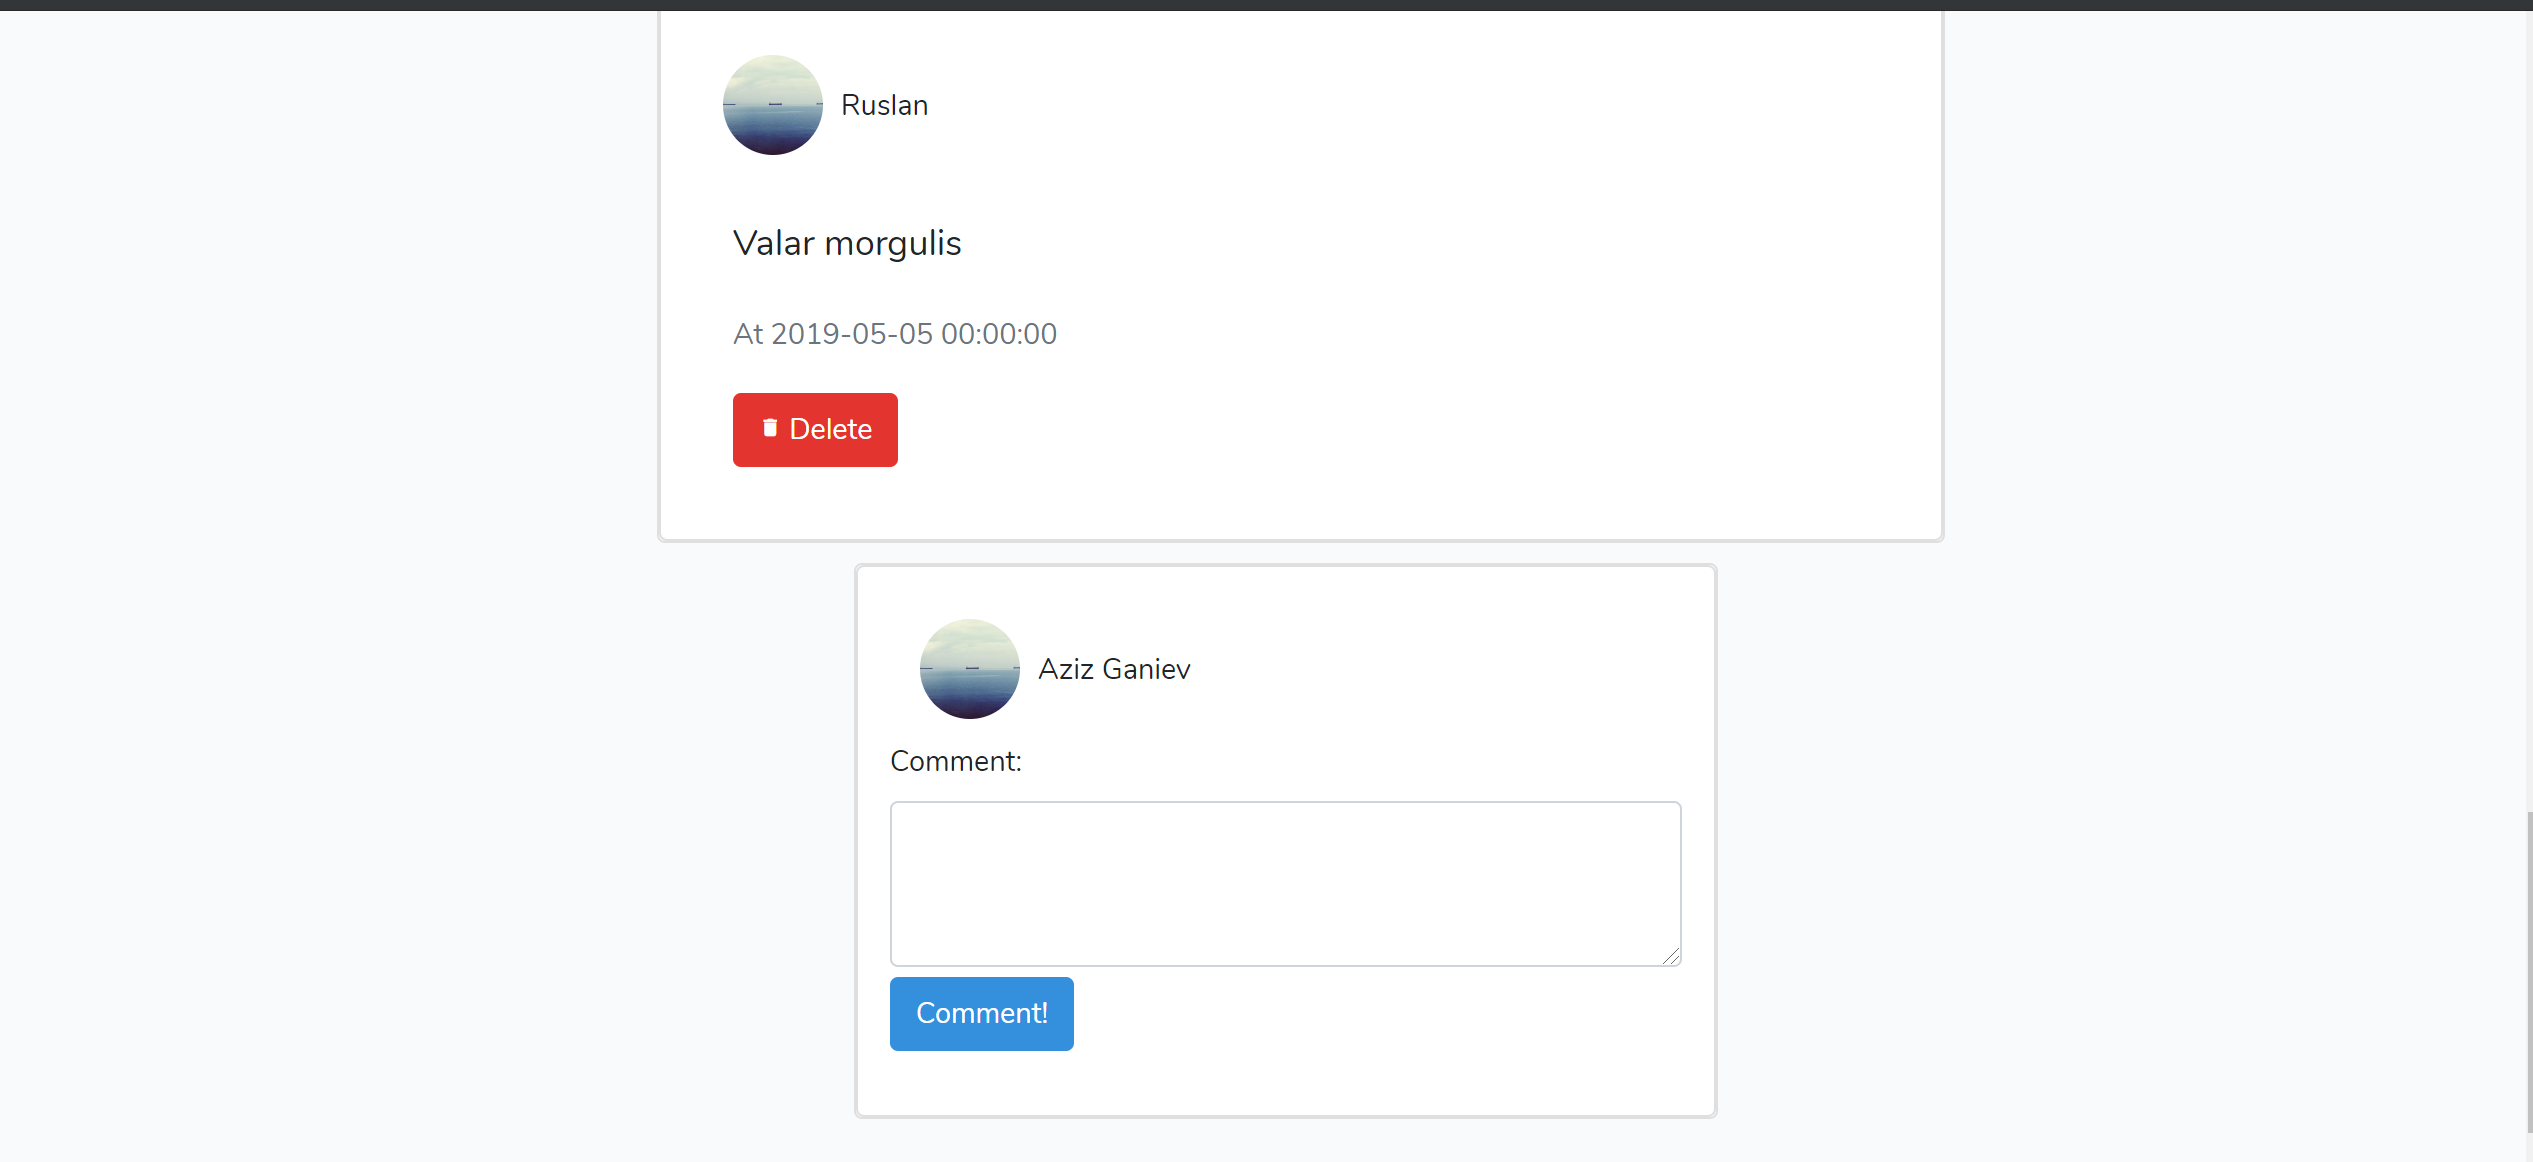 Ruslan
Valar morgulis
At 2019-05-05 00:00:00
Delete
Aziz Ganiev
Comment:
Comment!